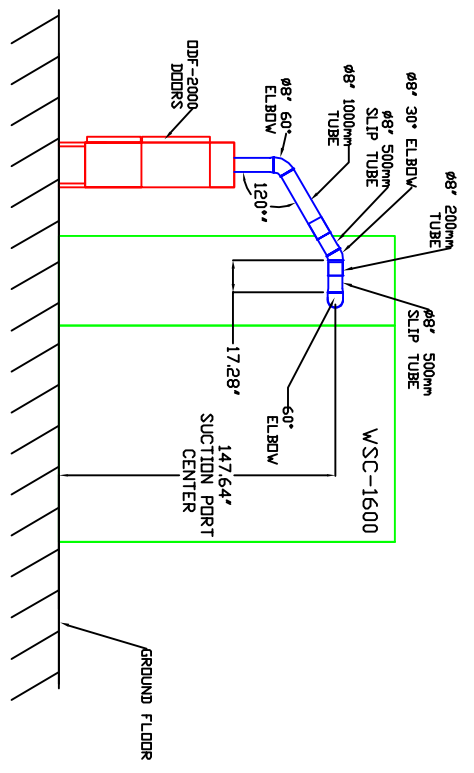 ODF-2000
DOORS
Ø8" 60°
ELBOW
Ø8" 1000mm
TUBE
Ø8" 500mm
SLIP TUBE
Ø8" 30° ELBOW
Ø8" 200mm
TUBE
Ø8" 500mm
SLIP TUBE
120°"
17.28"
60°
ELBOW
147.64"
SUCTION PORT
CENTER
WSC-1600
GROUND FLOOR